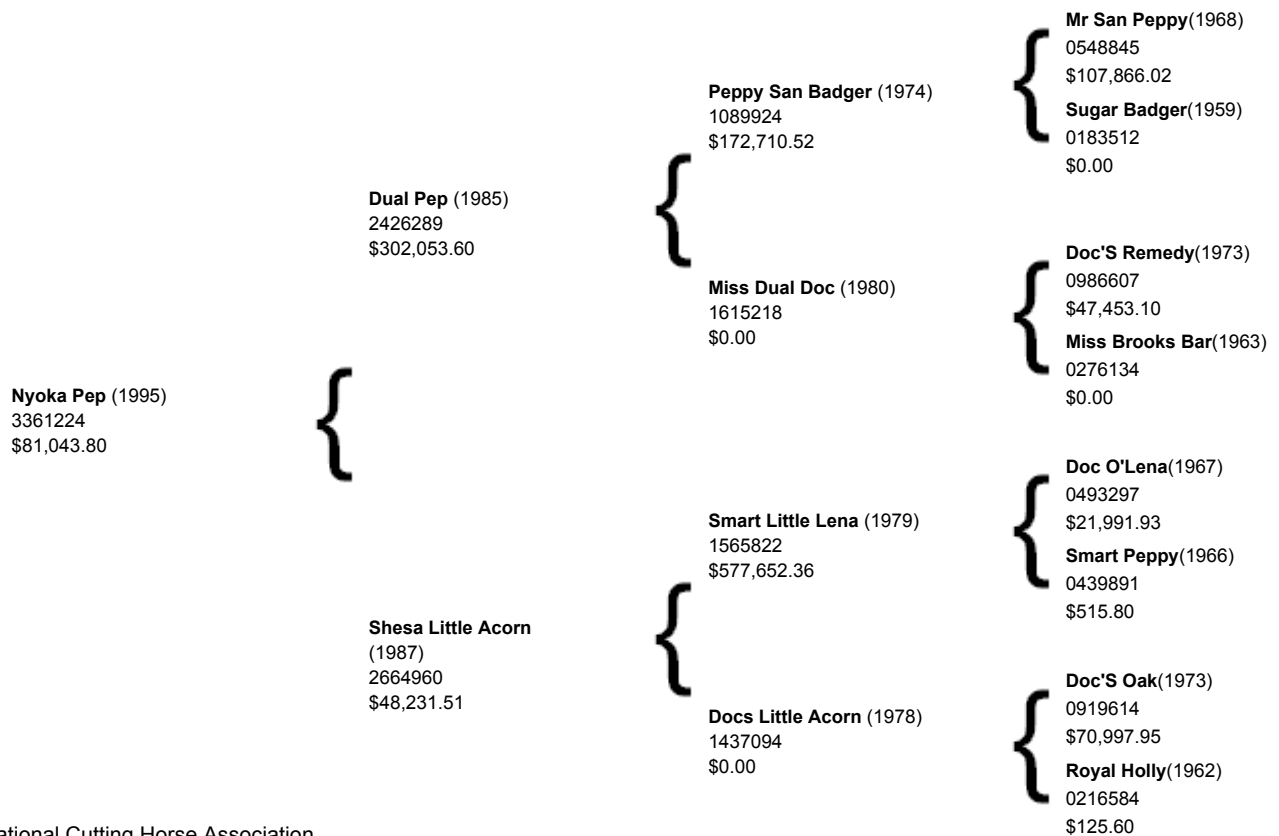 Mr San Peppy(1968)
0548845
$107,866.02
Peppy San Badger (1974)
1089924
$172,710.52
Sugar Badger(1959)
0183512
$0.00
Dual Pep (1985)
2426289
$302,053.60
Doc'S Remedy(1973)
0986607
$47,453.10
Miss Dual Doc (1980)
1615218
$0.00
Miss Brooks Bar(1963)
0276134
$0.00
Nyoka Pep (1995)
3361224
$81,043.80
Doc O'Lena(1967)
0493297
$21,991.93
Smart Little Lena (1979)
1565822
$577,652.36
Smart Peppy(1966)
0439891
$515.80
Shesa Little Acorn
(1987)
2664960
$48,231.51
Doc'S Oak(1973)
0919614
$70,997.95
Docs Little Acorn (1978)
1437094
$0.00
Royal Holly(1962)
0216584
$125.60
ational Cutting Horse Association